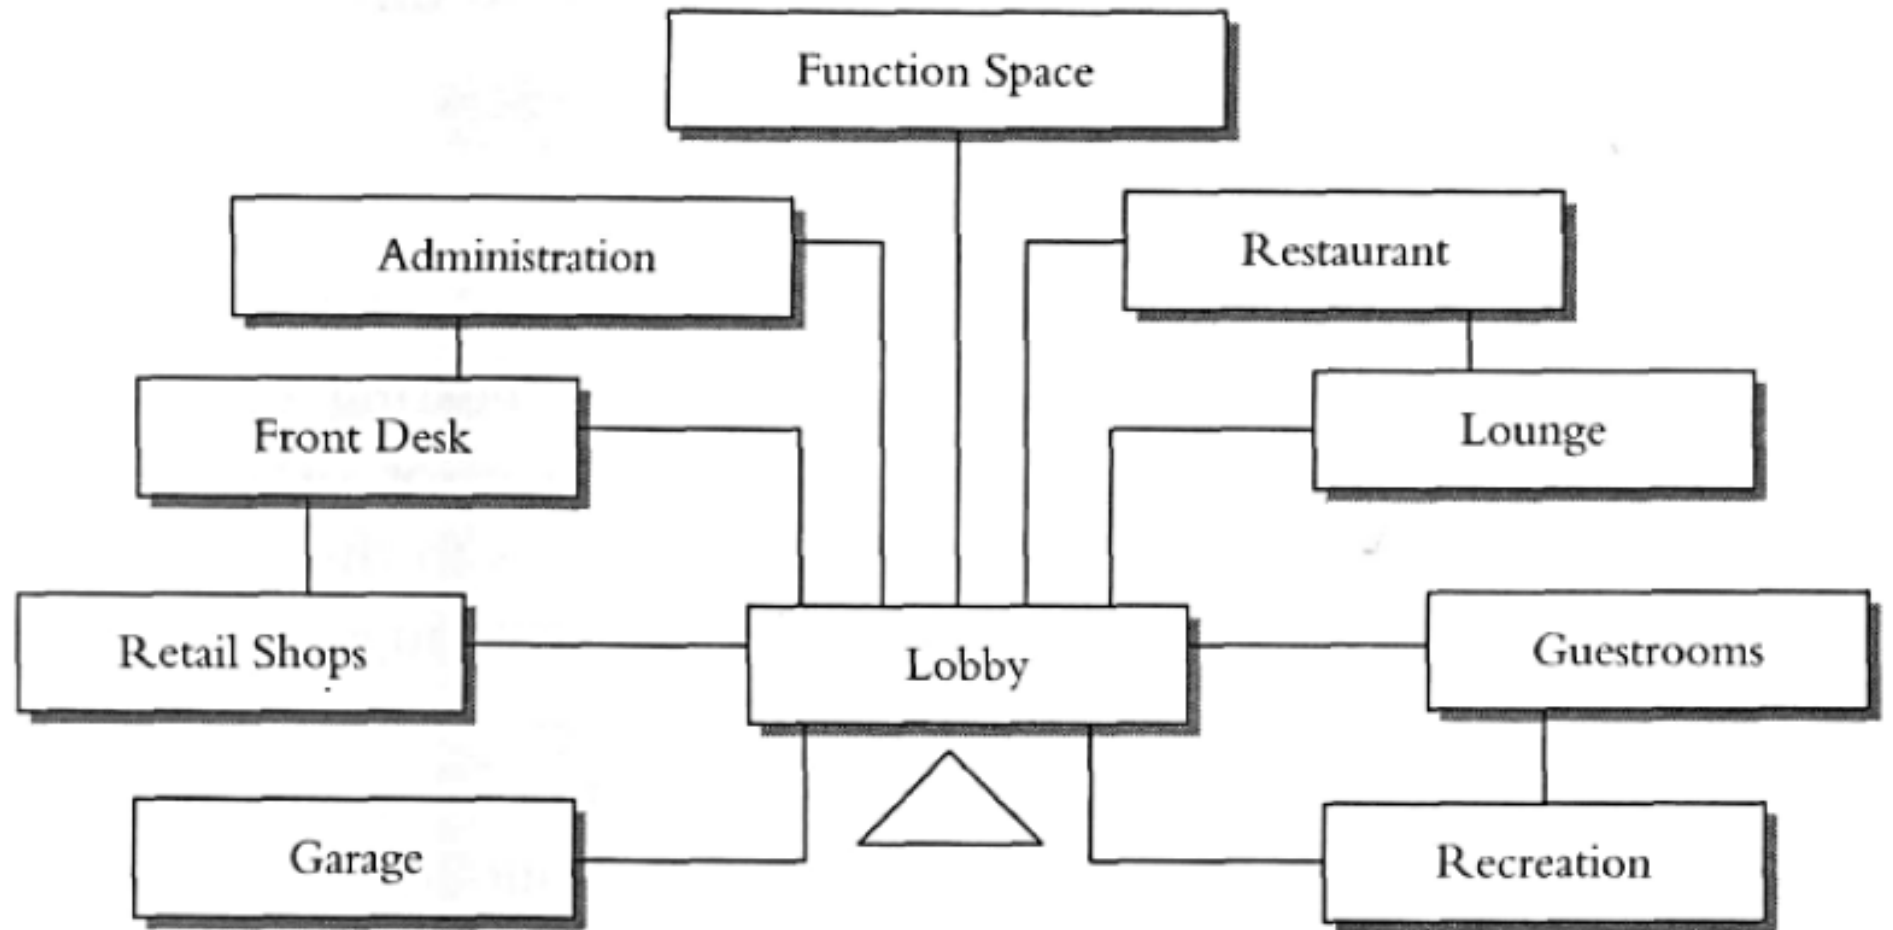 Function Space
Administration
Restaurant
Front Desk
Lounge
Retail Shops
Lobby
Guestrooms
Garage
Recreation